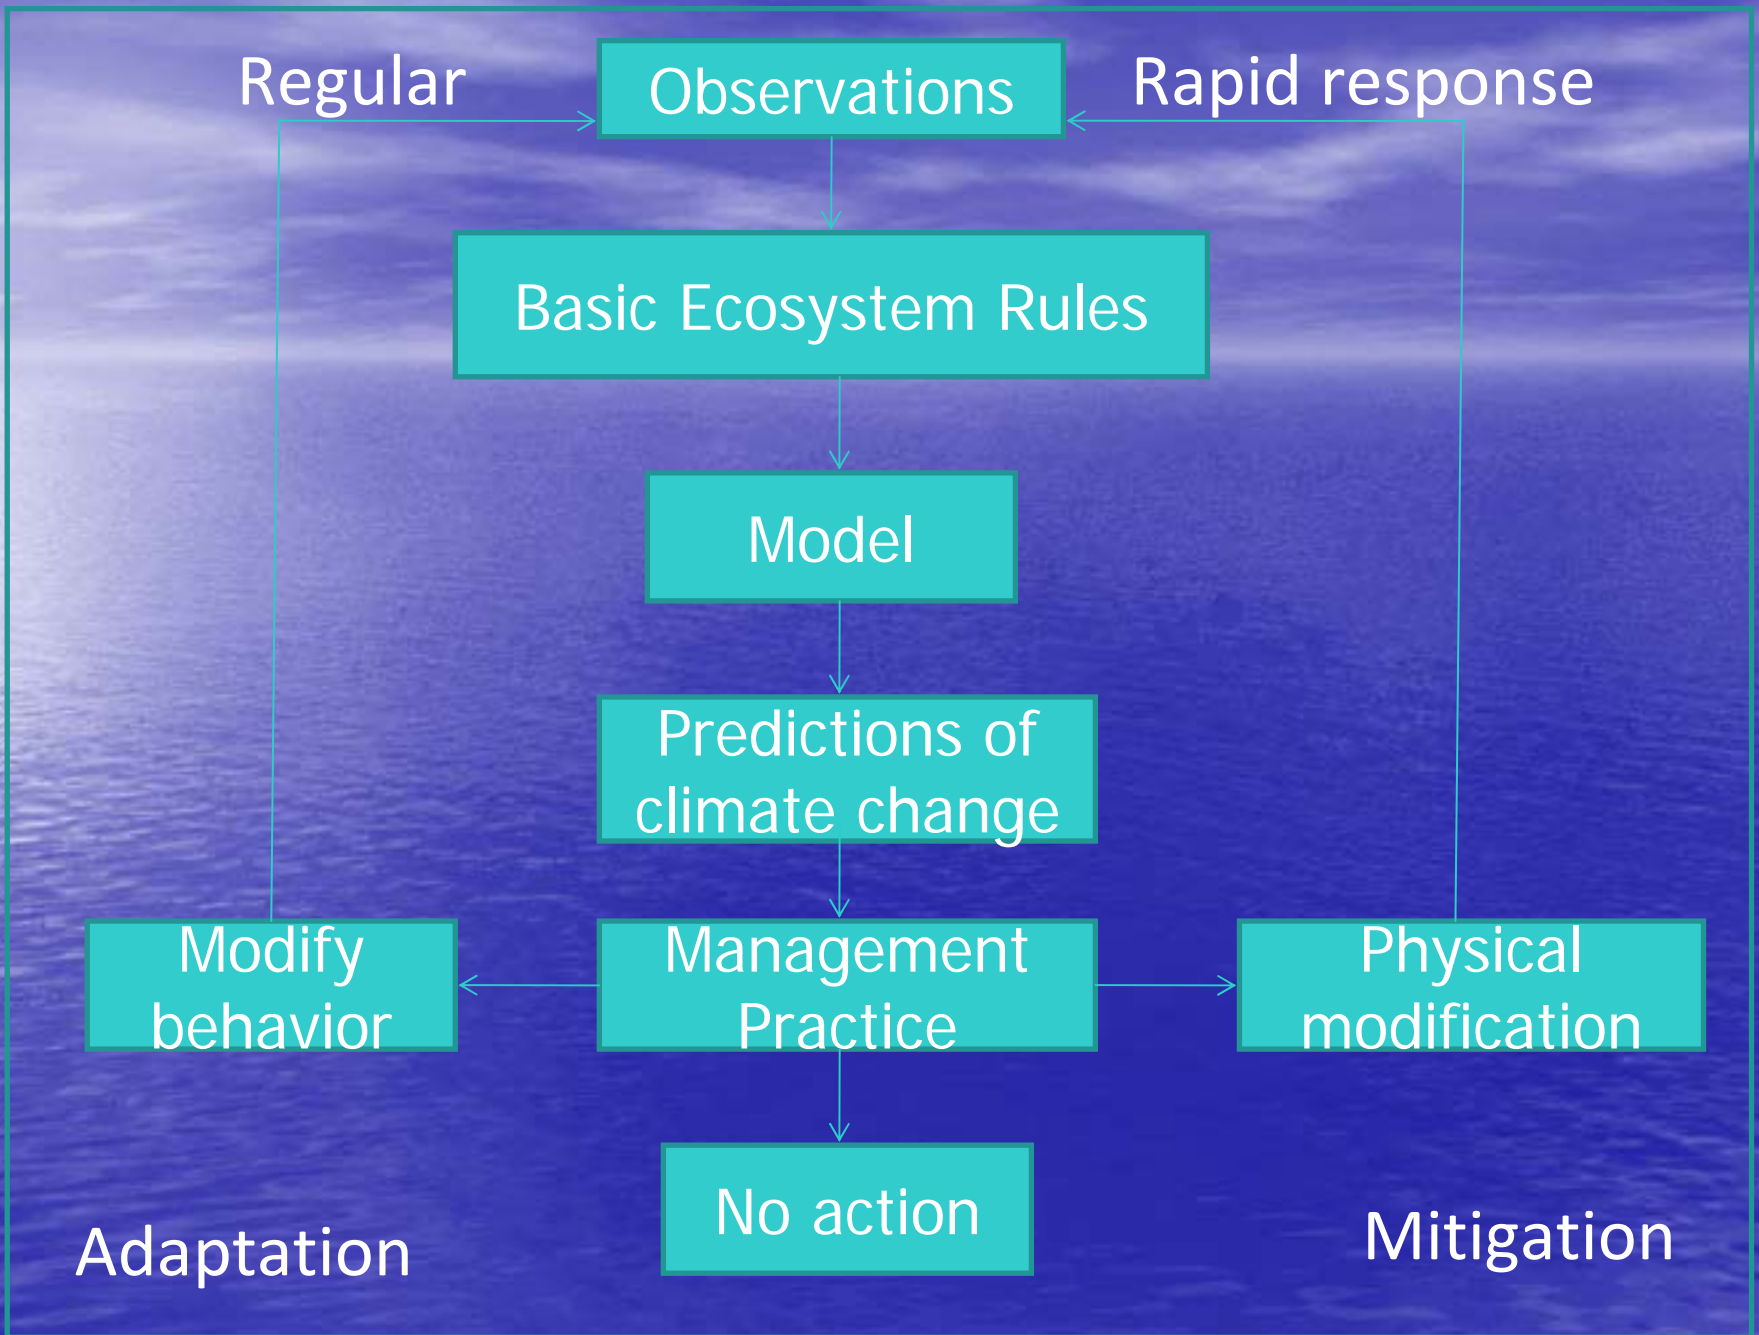 Regular
Observations
Rapid response
Basic Ecosystem Rules
Model
Predictions of
climate change
Modify
behavior
Management
Practice
Physical
modification
No action
Adaptation
Mitigation